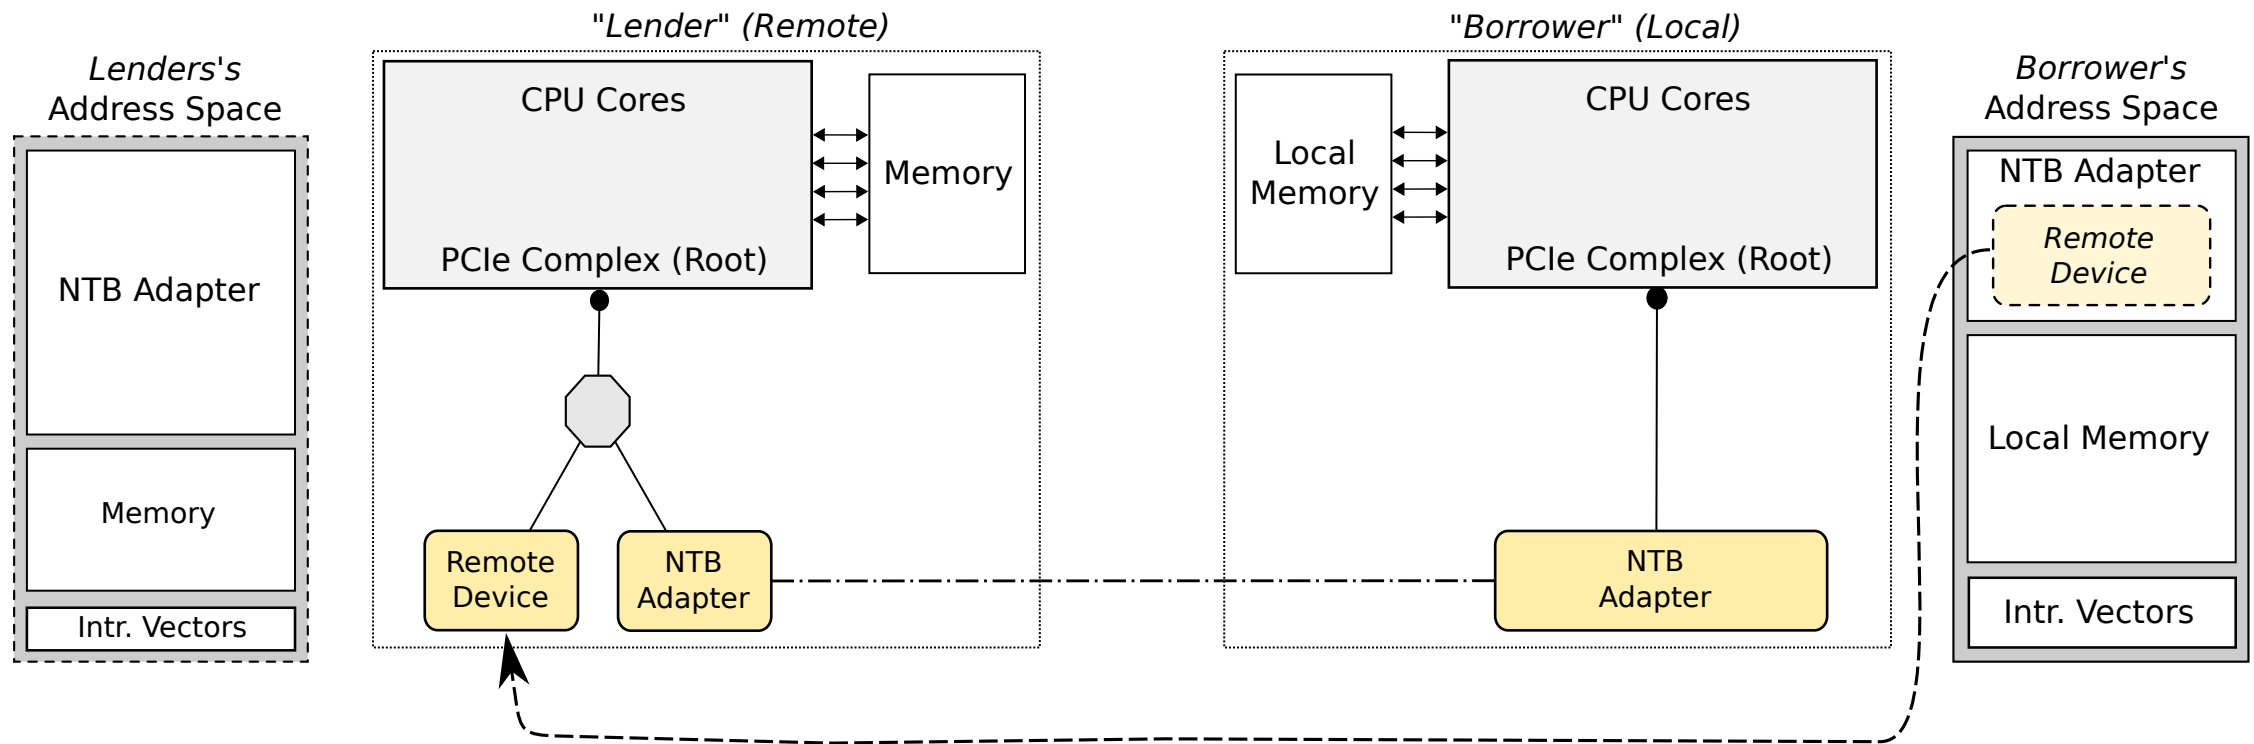 "Lender" (Remote)
"Borrower" (Local)
Lenders's
Address Space
NTB Adapter
Memory
Intr. Vectors
CPU Cores
PCIe Complex (Root)
Memory
Remote
Device
NTB
Adapter
Local
Memory
CPU Cores
PCIe Complex (Root)
NTB
Adapter
Borrower's
Address Space
NTB Adapter
Remote
Device
Local Memory
Intr. Vectors